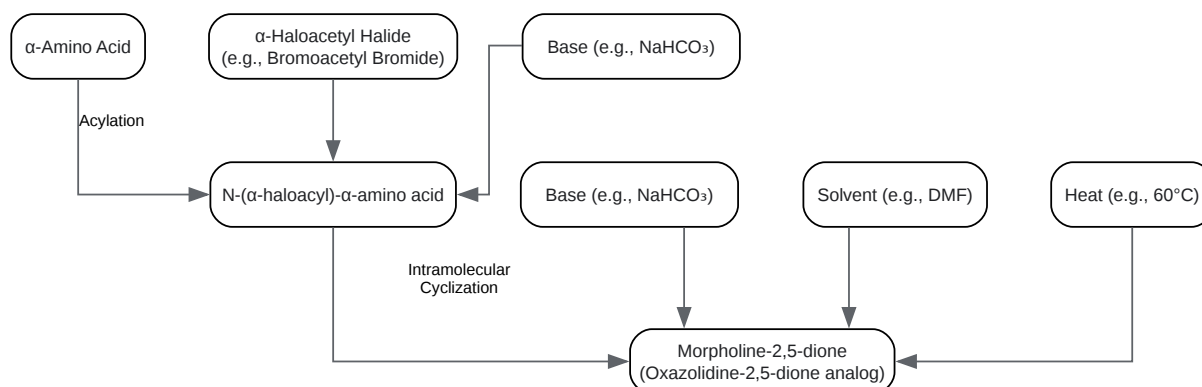 α-Amino Acid
α-Haloacetyl Halide
(e.g., Bromoacetyl Bromide)
Base (e.g., NaHCO₃)
Acylation
N-(α-haloacyl)-α-amino acid
Base (e.g., NaHCO₃)
Solvent (e.g., DMF)
Heat (e.g., 60°C)
Intramolecular
Cyclization
Morpholine-2,5-dione
(Oxazolidine-2,5-dione analog)